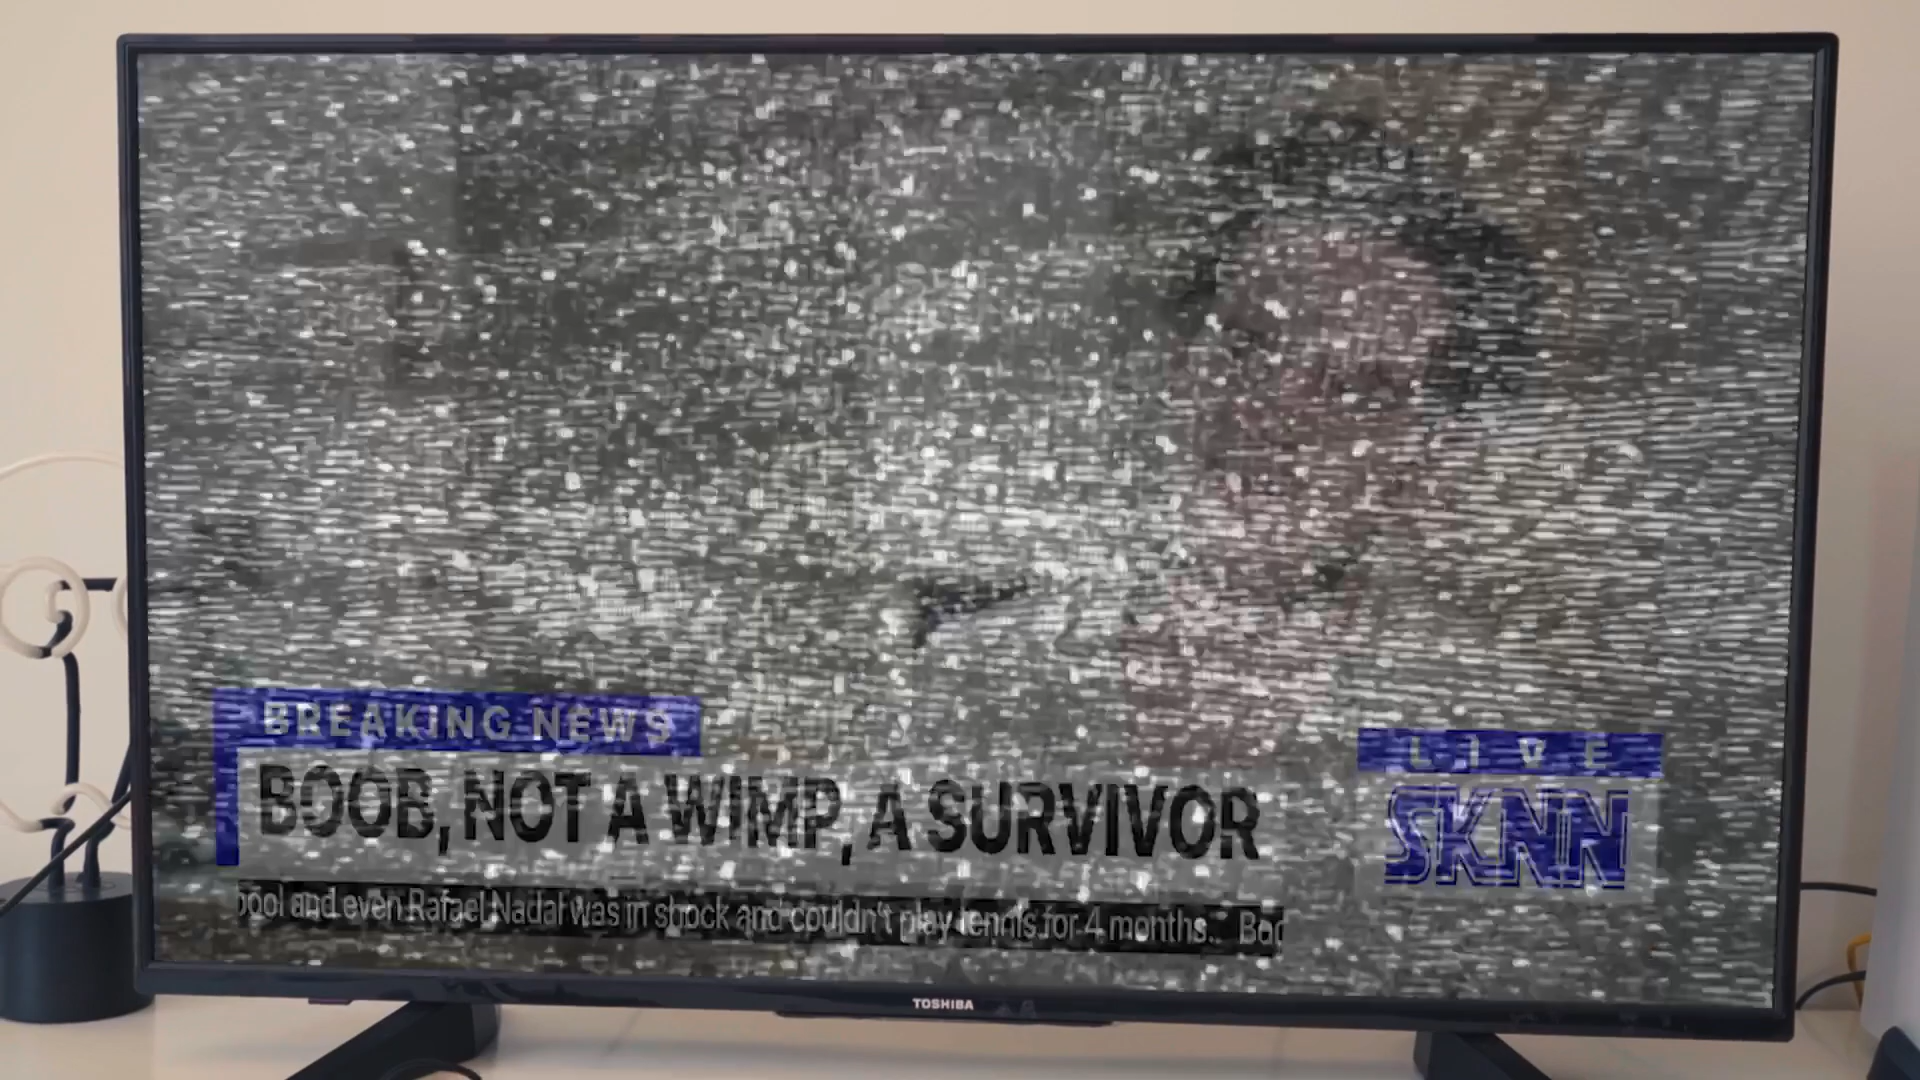 BREAKING NEWS
BOOB, NOT A WIMP, A SURVIVOR
ool and even Rafael Nadal was in shock and couldn't play tennis for 4 months..
LIVE
SKNN
TOSHIBA